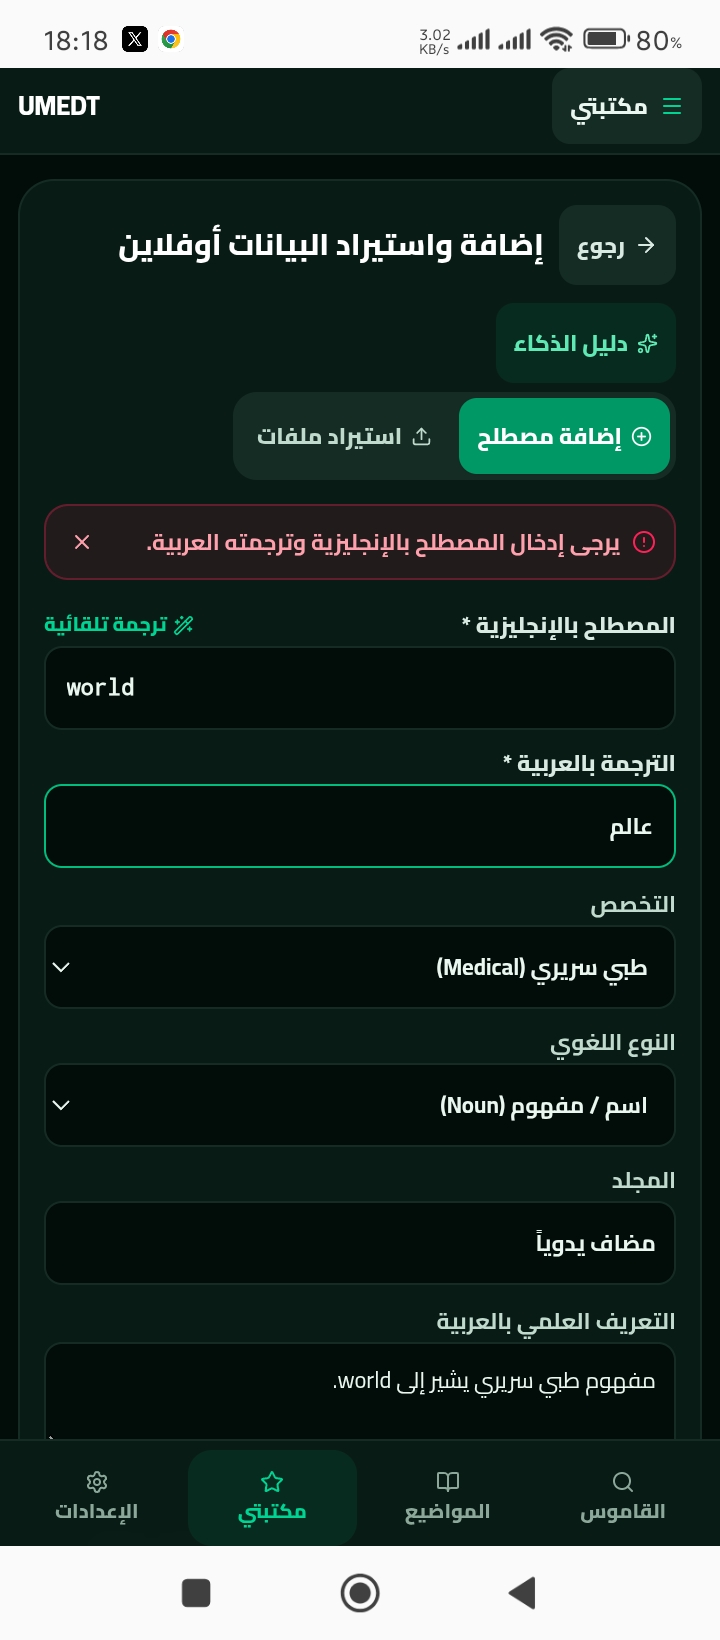 18:18
3.02 KB/s
80%
UMEDT
مكتبتي
رجوع
إضافة واستيراد البيانات أوفلاين
دليل الذكاء
إضافة مصطلح
استيراد ملفات
يرجى إدخال المصطلح بالإنجليزية وترجمته العربية.
المصطلح بالإنجليزية *
ترجمة تلقائية
world
الترجمة بالعربية *
عالم
التخصص
طبي سريري (Medical)
النوع اللغوي
اسم / مفهوم (Noun)
المجلد
مضاف يدوياً
التعريف العلمي بالعربية
مفهوم طبي سريري يشير إلى world.
القاموس
المواضيع
مكتبتي
الإعدادات